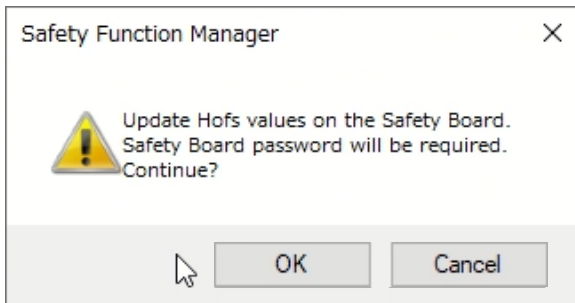 Safety Function Manager
Update Hofs values on the Safety Board.
Safety Board password will be required.
Continue?
OK
Cancel